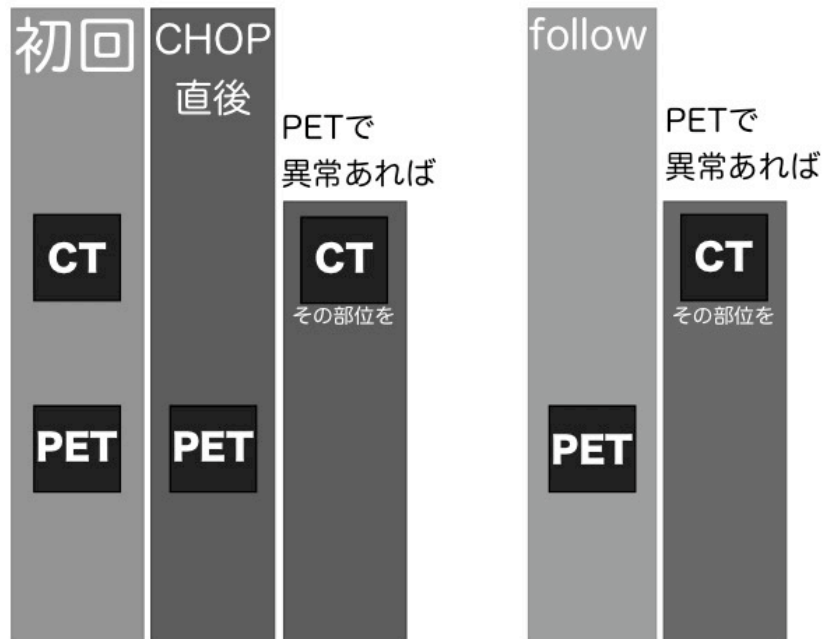 初回
CT
PET
CHOP
直後
PET
PETで
異常あれば
CT
その部位を
follow
PET
PETで
異常あれば
CT
その部位を